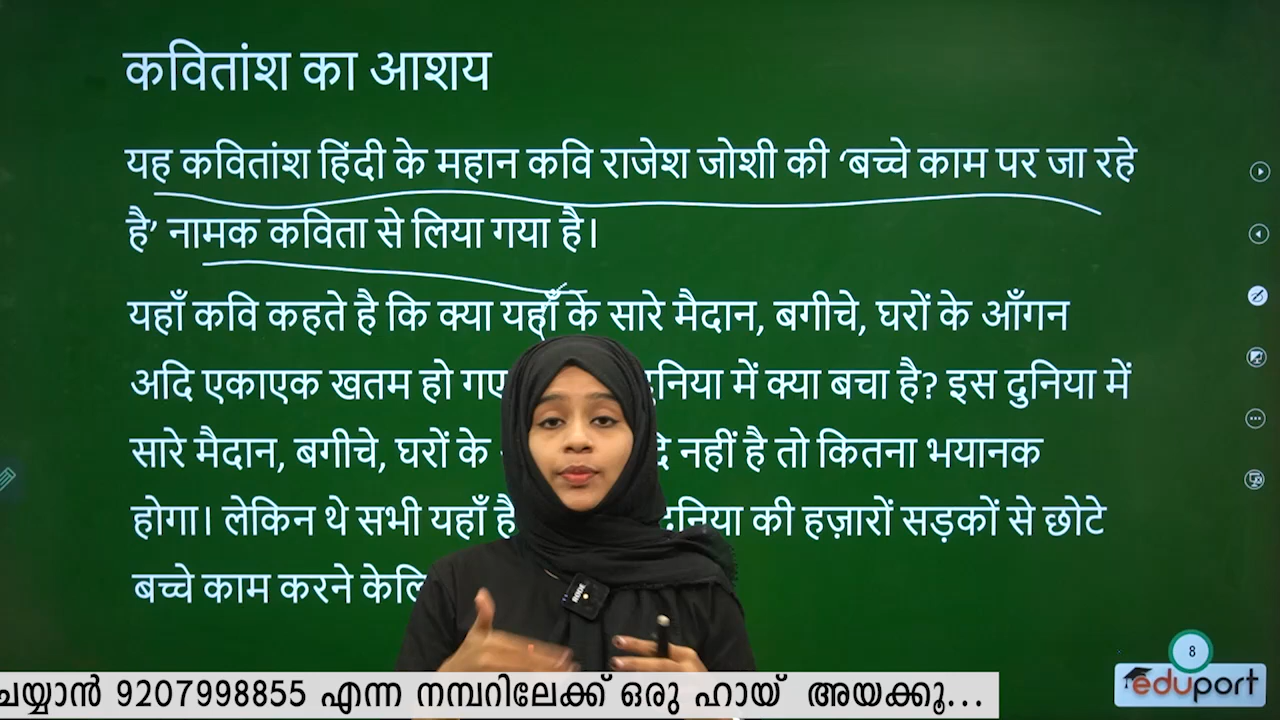 कवितांश का आशय
यह कवितांश हिंदी के महान कवि राजेश जोशी की ‘बच्चे काम पर जा रहे
है’ नामक कविता से लिया गया है।
यहाँ कवि कहते है कि क्या यहाँ के सारे मैदान, बगीचे, घरों के आँगन
अदि एकाएक खतम हो गए में क्या बचा है? इस दुनिया में
सारे मैदान, बगीचे, घरों के नहीं है तो कितना भयानक
होगा। लेकिन थे सभी यहाँ की हज़ारों सड़कों से छोटे
बच्चे काम करने
8
eduport
ചെയ്യാൻ 9207998855 എന്ന നമ്പറിലേക്ക് ഒരു ഹായ് അയക്കൂ...